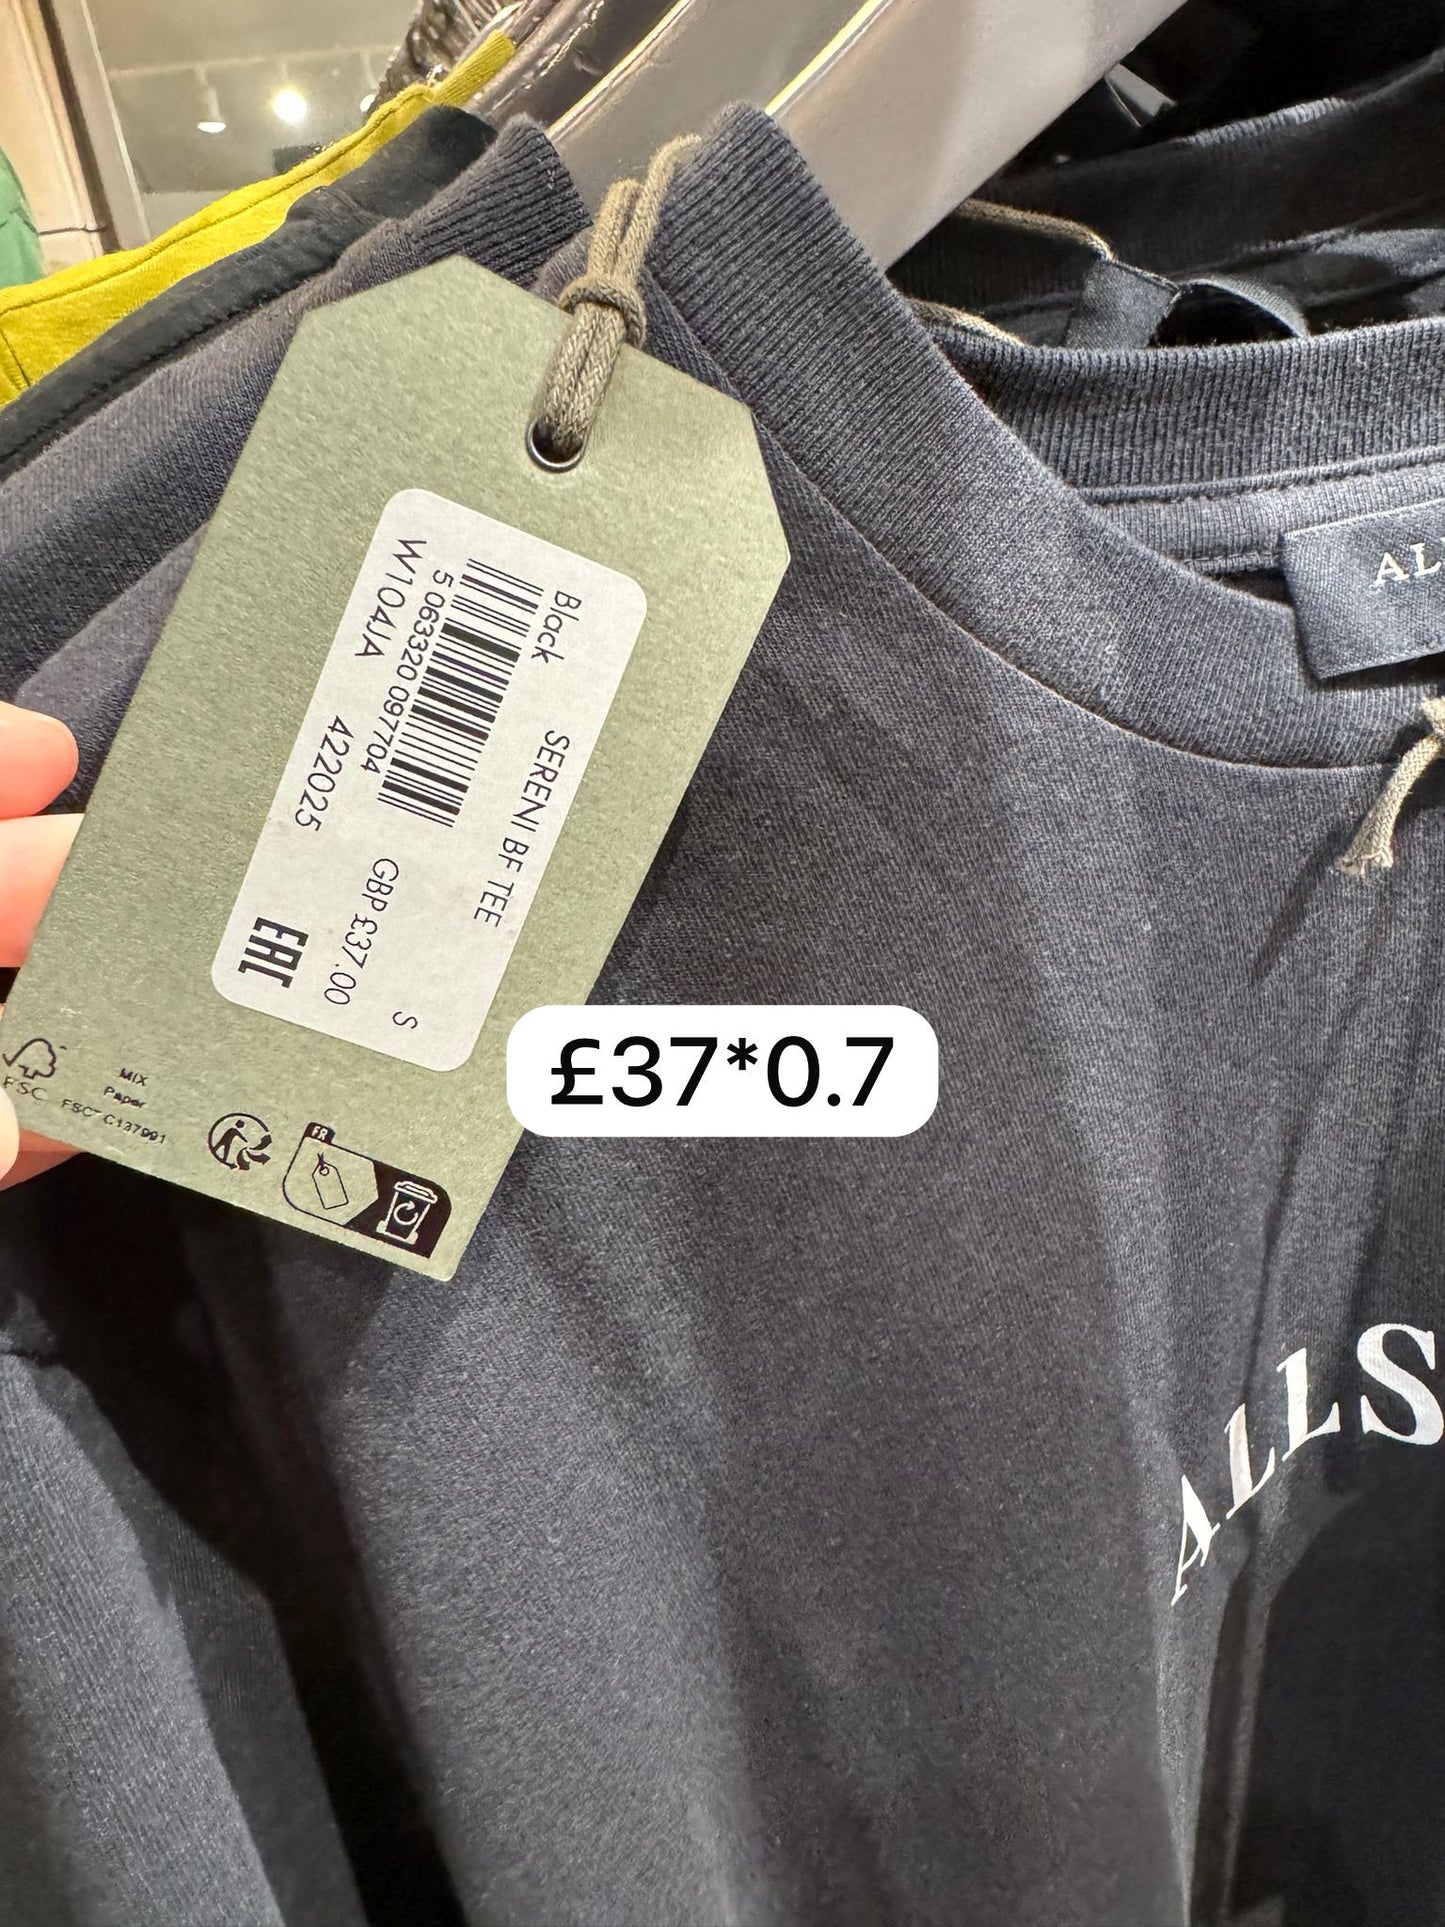 Black SERENI BF TEE
5 063320 097704 GBP £37.00 S
W104JA 422025
EAC
FSC
MIX
Paper
FSC® C137991
FR
£37*0.7
AL
ALLS